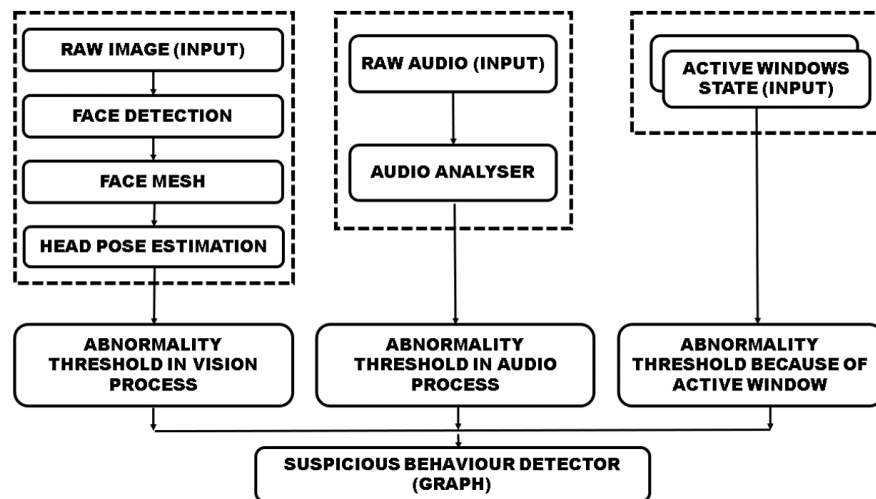 RAW IMAGE (INPUT)
FACE DETECTION
FACE MESH
HEAD POSE ESTIMATION
ABNORMALITY
THRESHOLD IN VISION
PROCESS
RAW AUDIO (INPUT)
AUDIO ANALYSER
ABNORMALITY
THRESHOLD IN AUDIO
PROCESS
ACTIVE WINDOWS
STATE (INPUT)
ABNORMALITY
THRESHOLD BECAUSE OF
ACTIVE WINDOW
SUSPICIOUS BEHAVIOUR DETECTOR
(GRAPH)